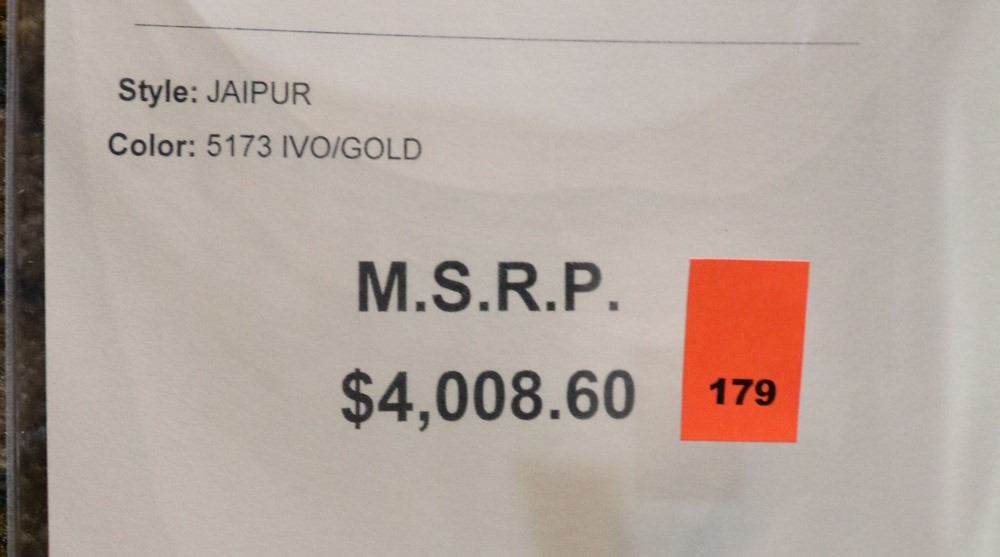 Style: JAIPUR
Color: 5173 IVO/GOLD
M.S.R.P.
$4,008.60
179